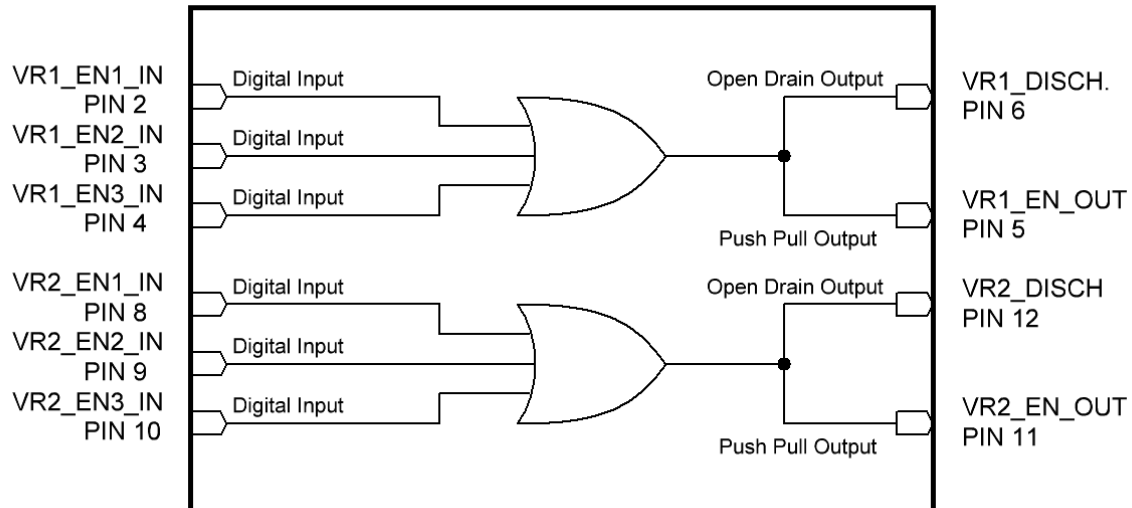 VR1_EN1_IN
PIN 2
Digital Input
VR1_EN2_IN
PIN 3
Digital Input
VR1_EN3_IN
PIN 4
Digital Input
Open Drain Output
VR1_DISCH.
PIN 6
VR1_EN_OUT
PIN 5
Push Pull Output
VR2_EN1_IN
PIN 8
Digital Input
VR2_EN2_IN
PIN 9
Digital Input
VR2_EN3_IN
PIN 10
Digital Input
Open Drain Output
VR2_DISCH
PIN 12
VR2_EN_OUT
PIN 11
Push Pull Output